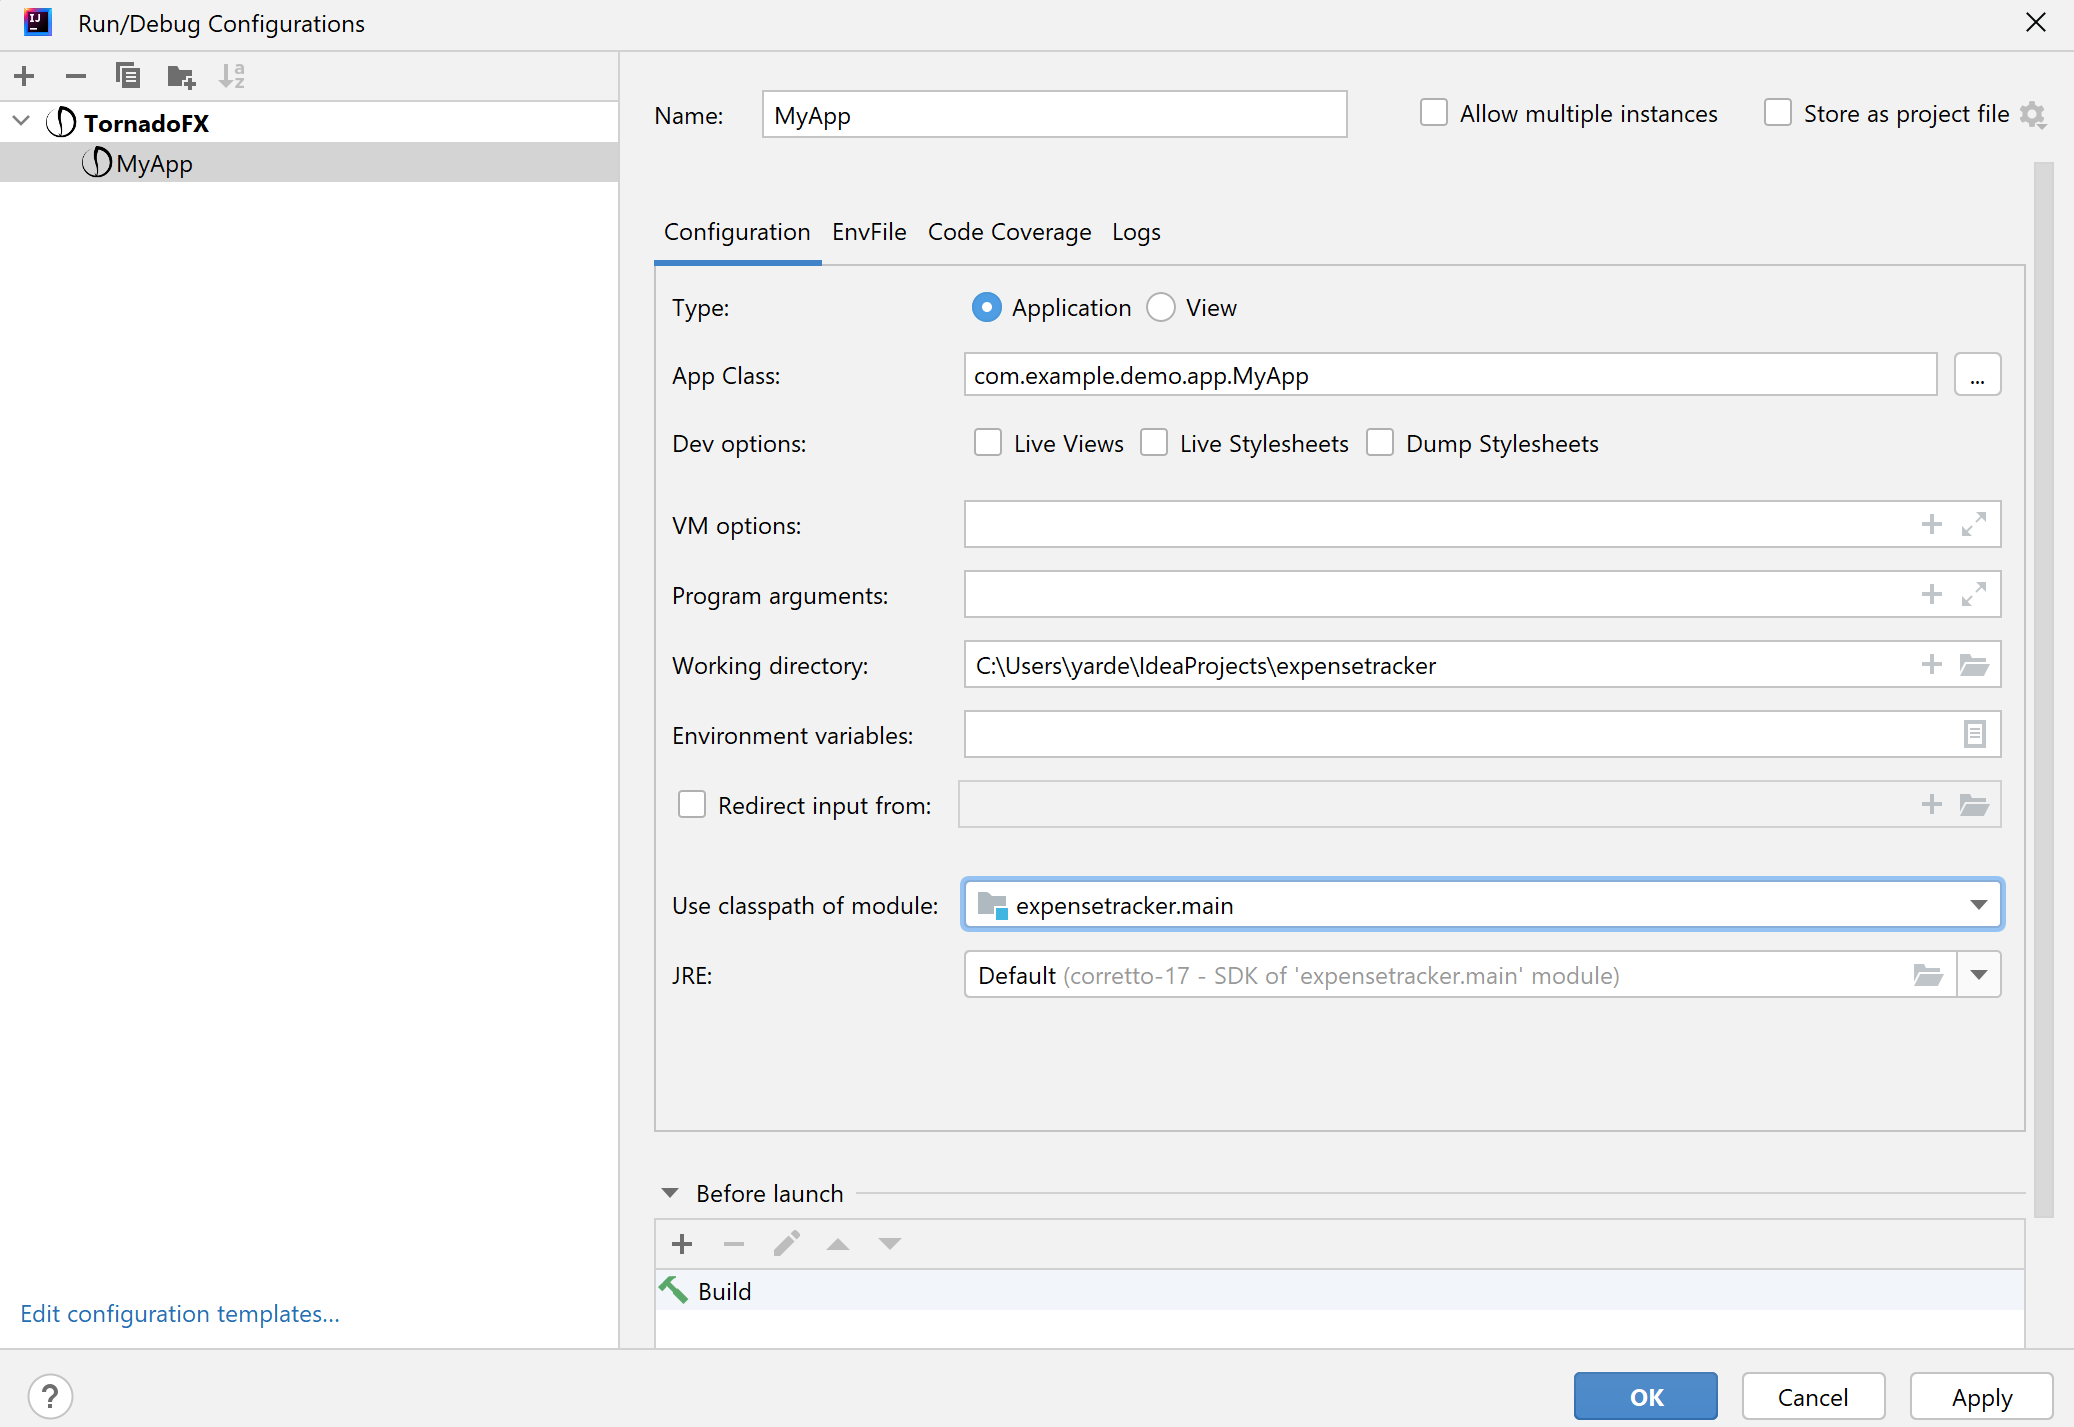 Run/Debug Configurations
TornadoFX
MyApp
Edit configuration templates...
Name: MyApp Allow multiple instances Store as project file
Configuration EnvFile Code Coverage Logs
Type: Application View
App Class: com.example.demo.app.MyApp ...
Dev options: Live Views Live Stylesheets Dump Stylesheets
VM options:
Program arguments:
Working directory: C:\Users\yarde\IdeaProjects\expensetracker
Environment variables:
Redirect input from:
Use classpath of module: expensetracker.main
JRE: Default (corretto-17 - SDK of 'expensetracker.main' module)
Before launch
Build
? OK Cancel Apply